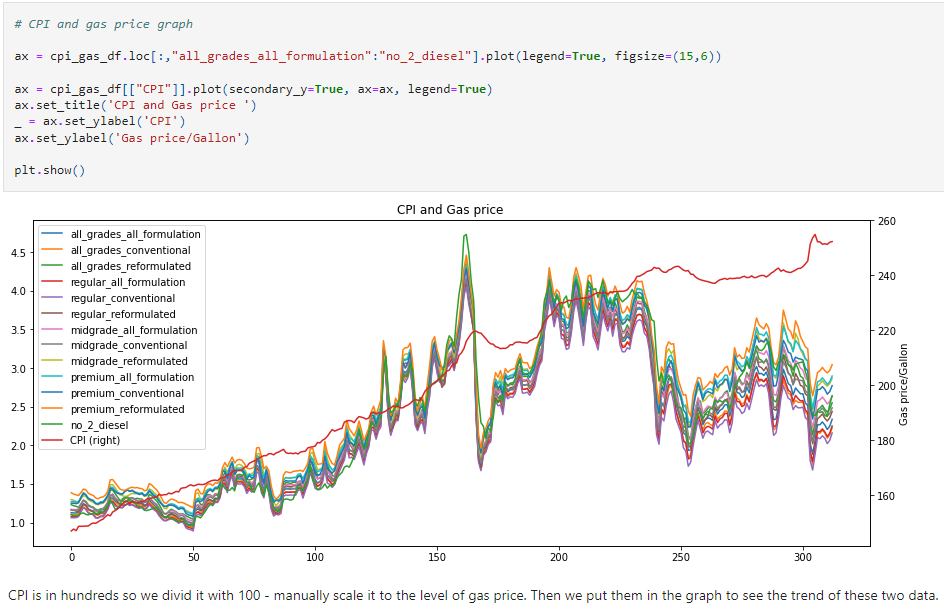 # CPI and gas price graph
ax = cpi_gas_df.loc[:,"all_grades_all_formulation":"no_2_diesel"].plot(legend=True, figsize=(15,6))
ax = cpi_gas_df[["CPI"]].plot(secondary_y=True, ax=ax, legend=True)
ax.set_title('CPI and Gas price ')
_ = ax.set_ylabel('CPI')
ax.set_ylabel('Gas price/Gallon')
plt.show()
CPI and Gas price
all_grades_all_formulation
all_grades_conventional
all_grades_reformulated
regular_all_formulation
regular_conventional
regular_reformulated
midgrade_all_formulation
midgrade_conventional
midgrade_reformulated
premium_all_formulation
premium_conventional
premium_reformulated
no_2_diesel
CPI (right)
4.5
4.0
3.5
3.0
2.5
2.0
1.5
1.0
0
50
100
150
200
250
300
260
240
220
200
180
160
Gas price/Gallon
CPI is in hundreds so we divid it with 100 - manually scale it to the level of gas price. Then we put them in the graph to see the trend of these two data.